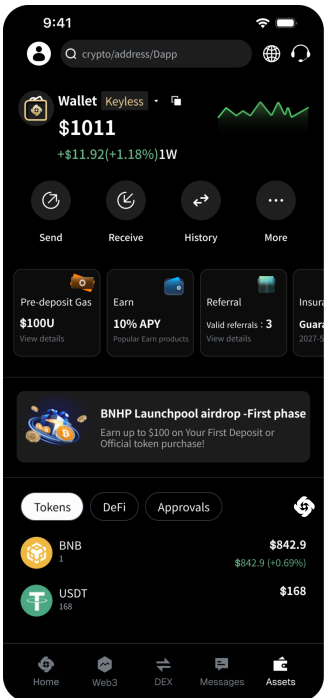 9:41
crypto/address/Dapp
Wallet Keyless
$1011
+$11.92(+1.18%)1W
Send Receive History More
Pre-deposit Gas
$100U
View details
Earn
10% APY
Popular Earn products
Referral
Valid referrals : 3
View details
Insura
Guara
2027-5
BNHP Launchpool airdrop -First phase
Earn up to $100 on Your First Deposit or
Official token purchase!
Tokens DeFi Approvals
BNB $842.9
1 $842.9 (+0.69%)
USDT $168
168
Home Web3 DEX Messages Assets